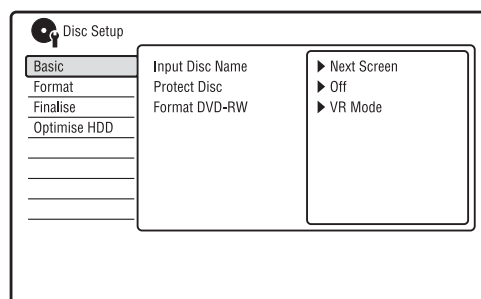 Disc Setup
Basic
Format
Finalise
Optimise HDD
Input Disc Name ▶ Next Screen
Protect Disc ▶ Off
Format DVD-RW ▶ VR Mode